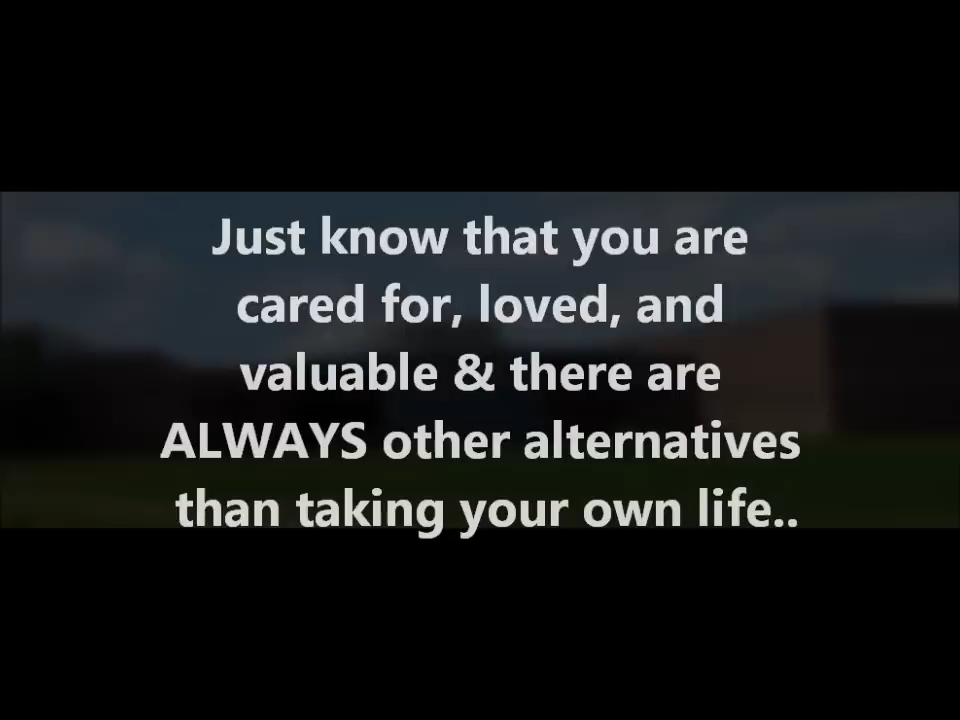 Just know that you are
cared for, loved, and
valuable & there are
ALWAYS other alternatives
than taking your own life..